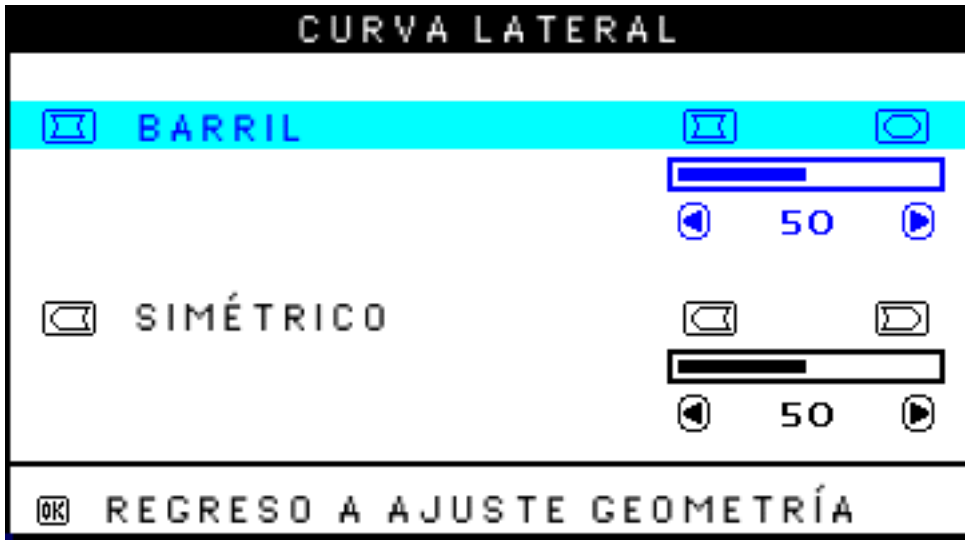 CURVA LATERAL
BARRIL
50
SIMÉTRICO
50
OK REGRESO A AJUSTE GEOMETRÍA